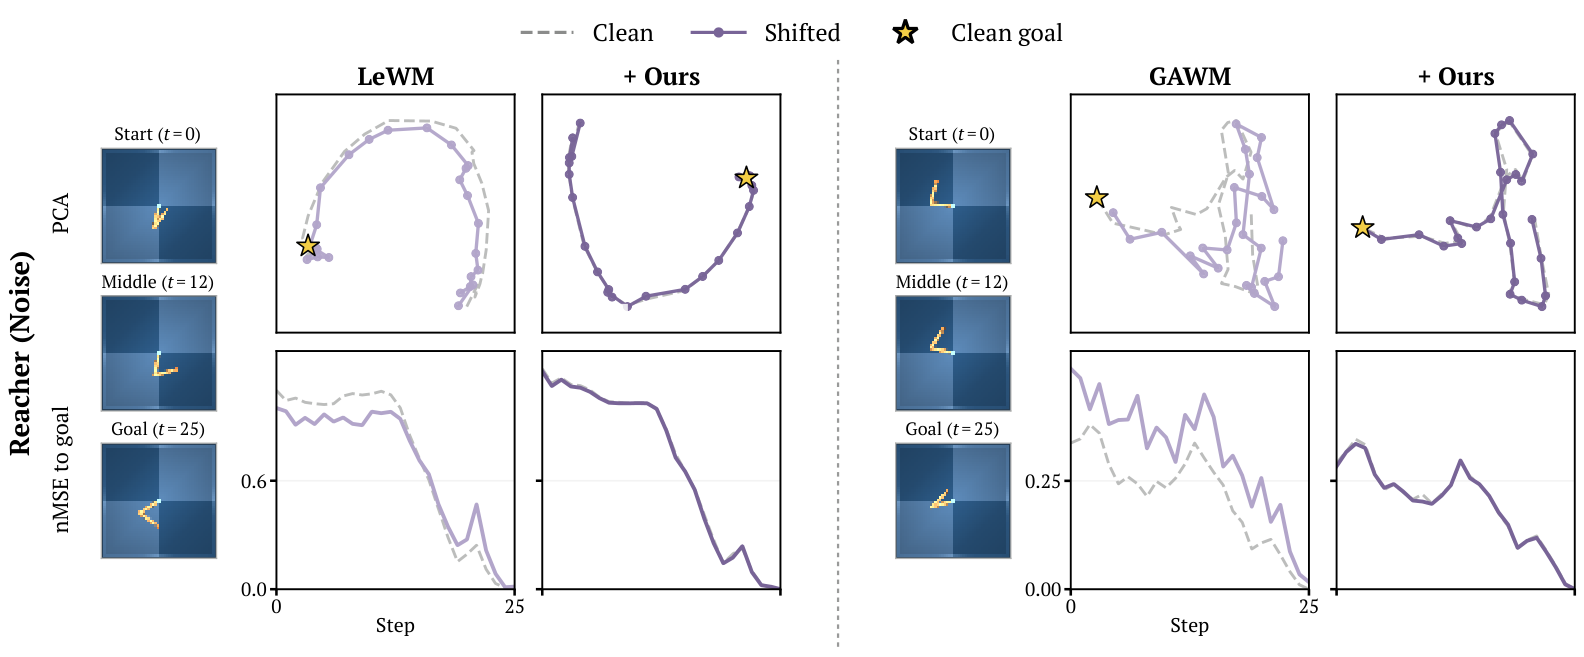 Clean Shifted Clean goal
LeWM + Ours GAWM + Ours
Reacher (Noise)
PCA
nMSE to goal
Start (t = 0)
Middle (t = 12)
Goal (t = 25)
0.6
0.0
0 25
Step
Start (t = 0)
Middle (t = 12)
Goal (t = 25)
0.25
0.00
0 25
Step